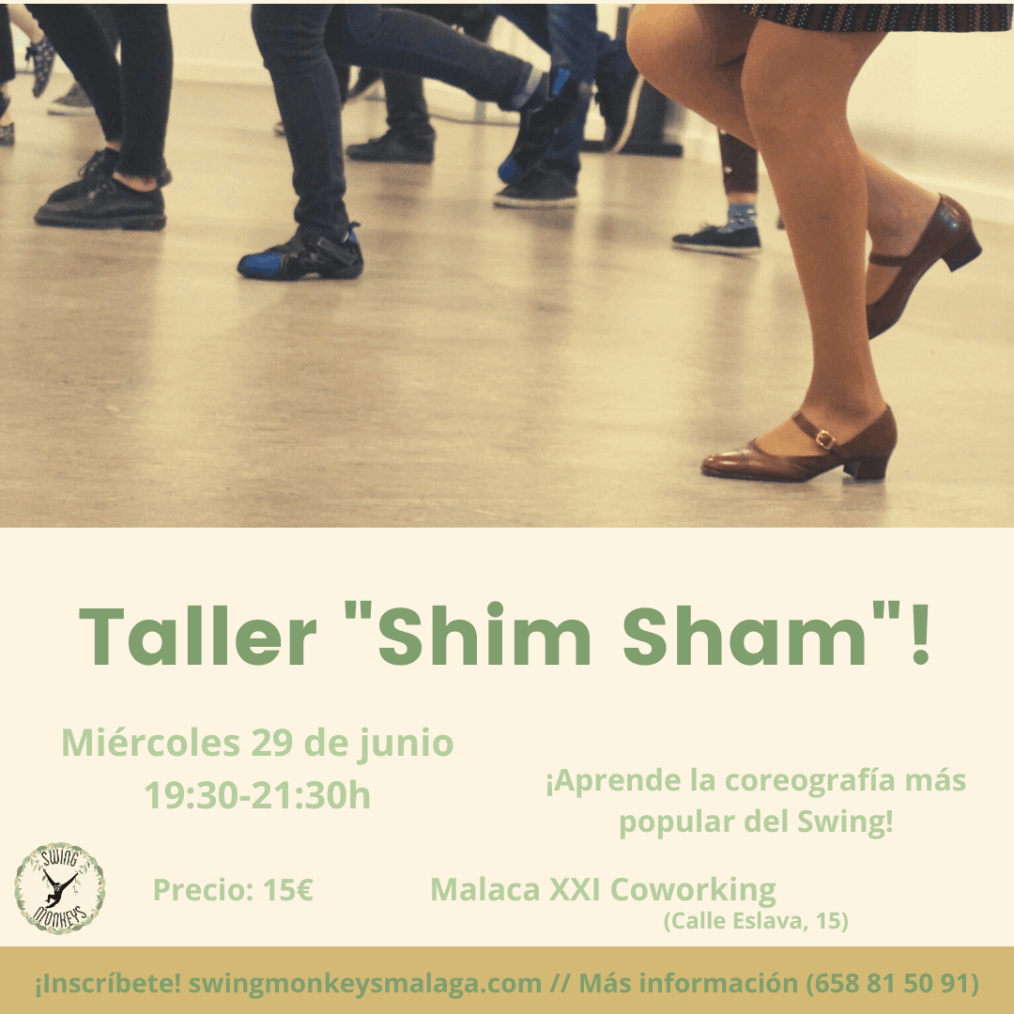 Taller "Shim Sham"!
Miércoles 29 de junio
19:30-21:30h
¡Aprende la coreografía más
popular del Swing!
SWING
MONKEYS
Precio: 15€
Malaca XXI Coworking
(Calle Eslava, 15)
¡Inscríbete! swingmonkeysmalaga.com // Más información (658 81 50 91)